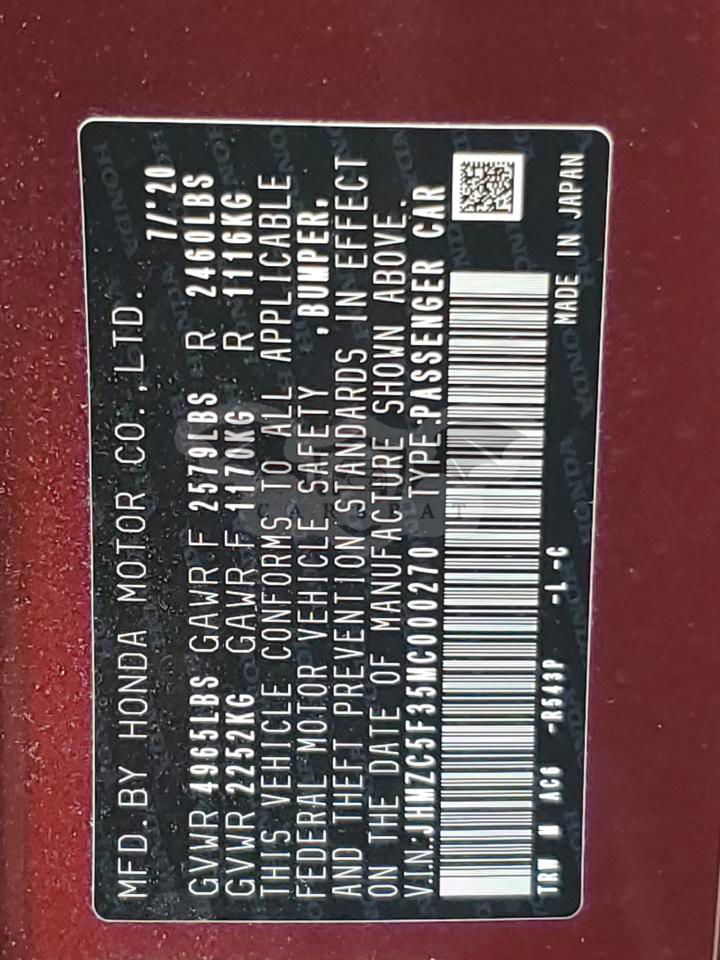 MFD. BY HONDA MOTOR CO., LTD. 7/'20
GVWR 4965LBS GAWR F 2579LBS R 2460LBS
GVWR 2252KG GAWR F 1170KG R 1116KG
THIS VEHICLE CONFORMS TO ALL APPLICABLE
FEDERAL MOTOR VEHICLE SAFETY ,BUMPER,
AND THEFT PREVENTION STANDARDS IN EFFECT
ON THE DATE OF MANUFACTURE SHOWN ABOVE.
V.I.N.:JHMZC5F35MC000270 TYPE:PASSENGER CAR
TRW M AC6 -R543P -L -C MADE IN JAPAN